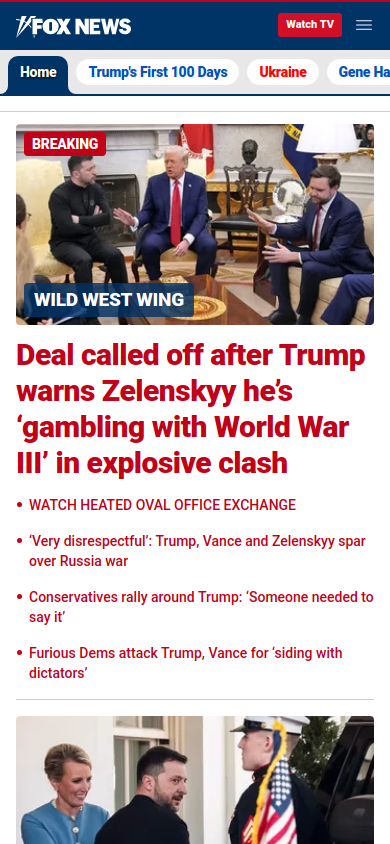 FOX NEWS
Watch TV
Home
Trump's First 100 Days
Ukraine
Gene Ha
BREAKING
WILD WEST WING
Deal called off after Trump
warns Zelenskyy he’s
‘gambling with World War
III’ in explosive clash
WATCH HEATED OVAL OFFICE EXCHANGE
‘Very disrespectful’: Trump, Vance and Zelenskyy spar
over Russia war
Conservatives rally around Trump: ‘Someone needed to
say it’
Furious Dems attack Trump, Vance for ‘siding with
dictators’